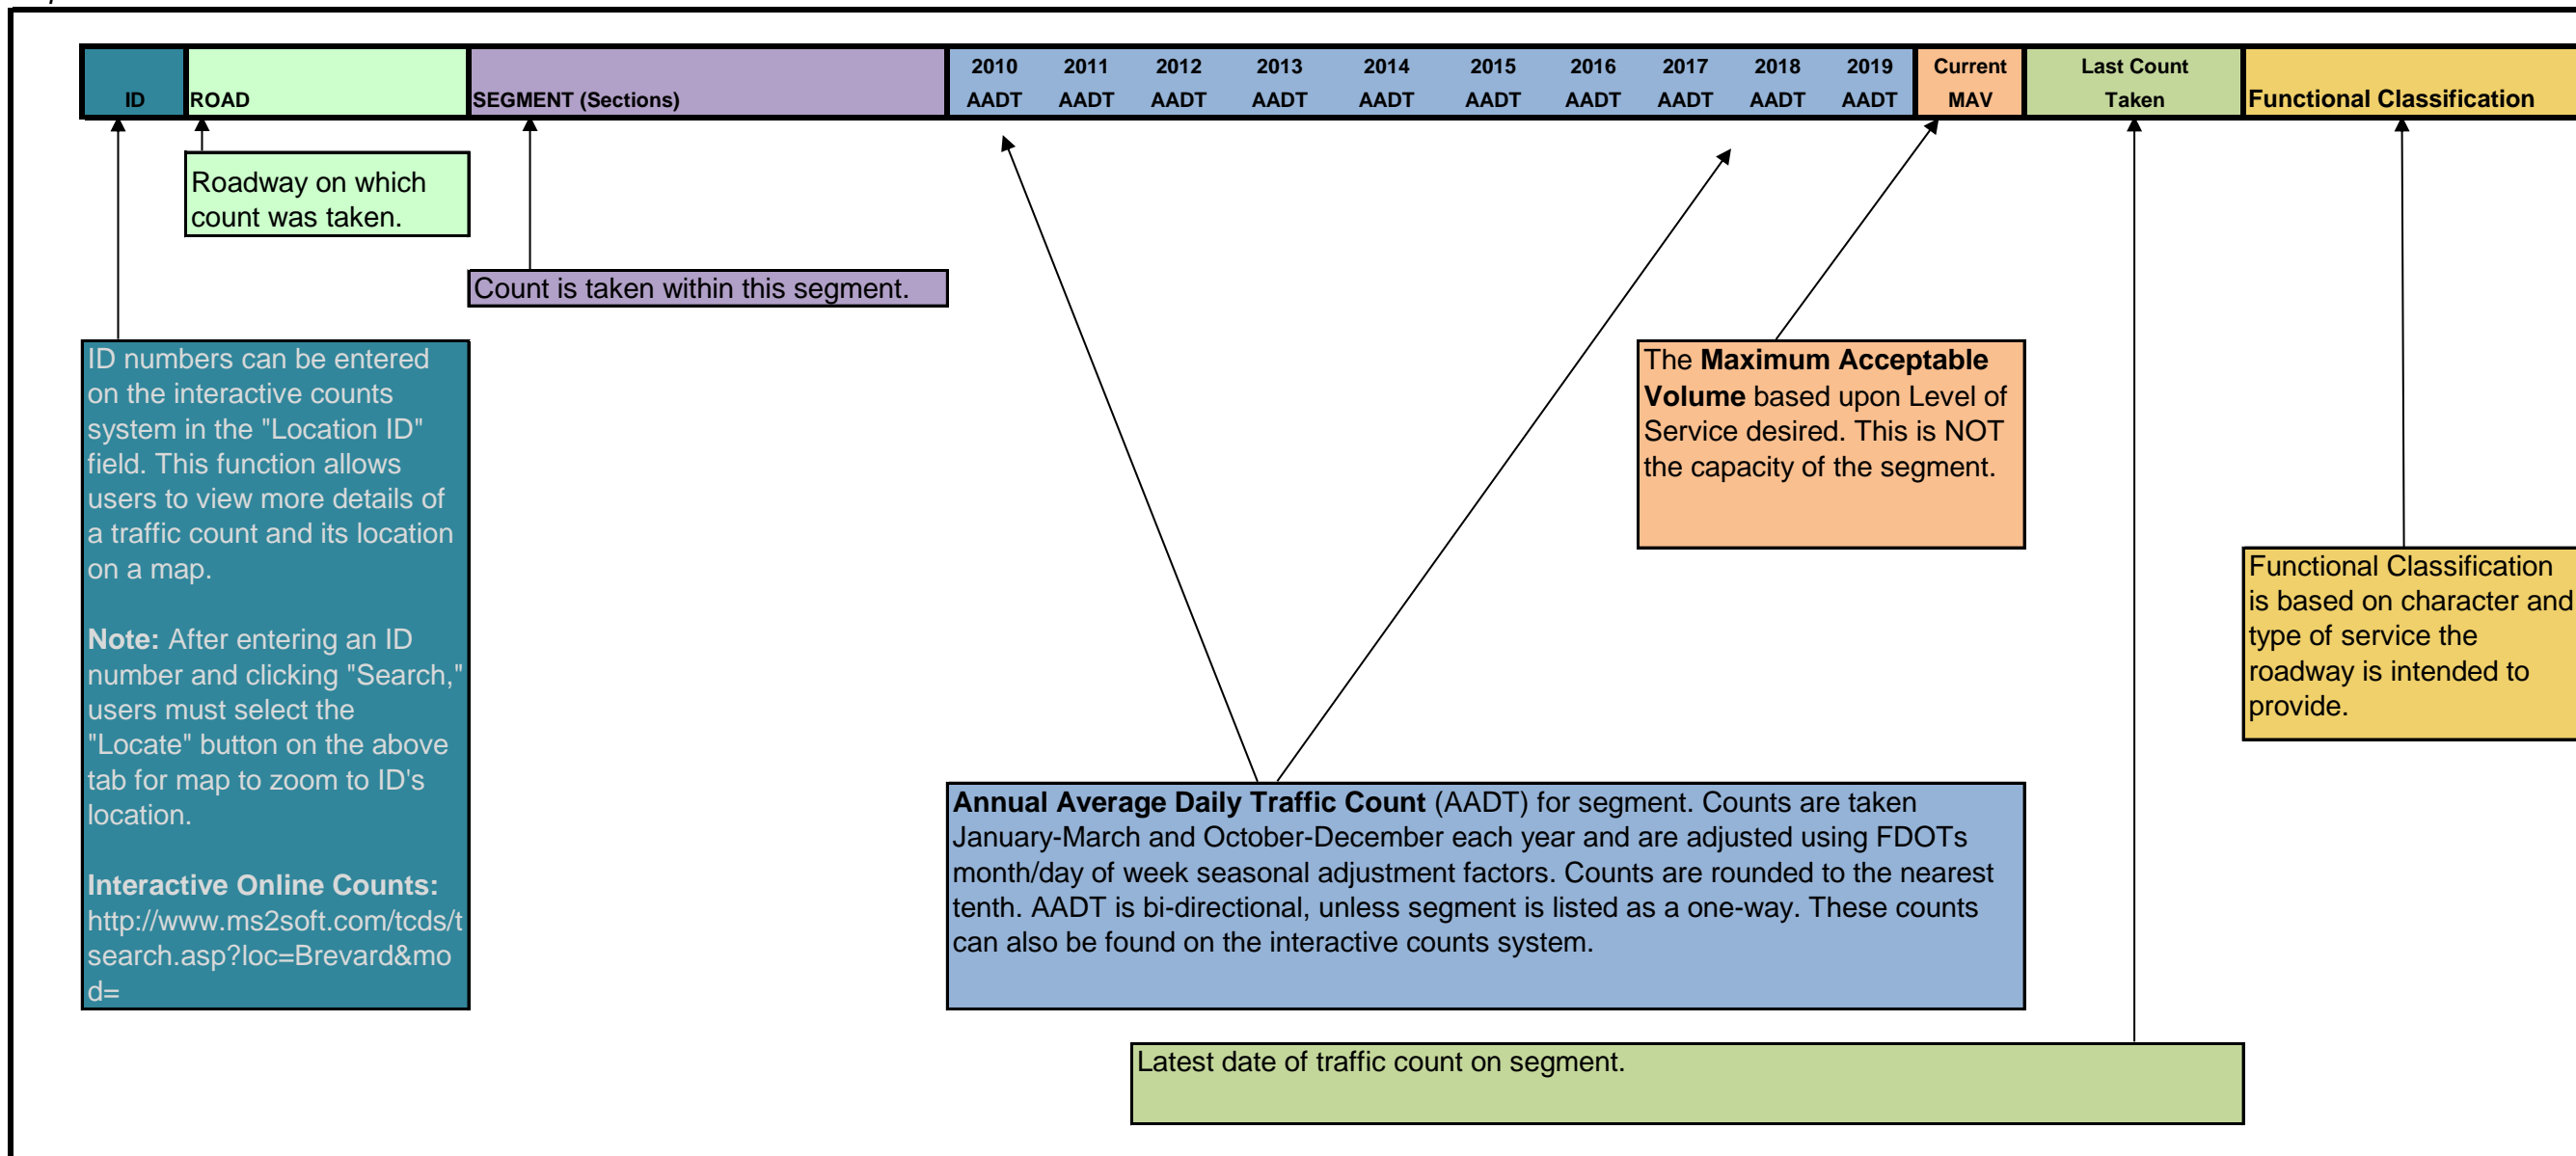 2010 2011 2012 2013 2014 2015 2016 2017 2018 2019 Current Last Count
ID ROAD SEGMENT (Sections) AADT AADT AADT AADT AADT AADT AADT AADT AADT AADT MAV Taken Functional Classification
Roadway on which
count was taken.
Count is taken within this segment.
ID numbers can be entered
on the interactive counts
system in the "Location ID"
field. This function allows
users to view more details of
a traffic count and its location
on a map.
Note: After entering an ID
number and clicking "Search,"
users must select the
"Locate" button on the above
tab for map to zoom to ID's
location.
Interactive Online Counts:
http://www.ms2soft.com/tcds/t
search.asp?loc=Brevard&mo
d=
The Maximum Acceptable
Volume based upon Level of
Service desired. This is NOT
the capacity of the segment.
Functional Classification
is based on character and
type of service the
roadway is intended to
provide.
Annual Average Daily Traffic Count (AADT) for segment. Counts are taken
January-March and October-December each year and are adjusted using FDOTs
month/day of week seasonal adjustment factors. Counts are rounded to the nearest
tenth. AADT is bi-directional, unless segment is listed as a one-way. These counts
can also be found on the interactive counts system.
Latest date of traffic count on segment.